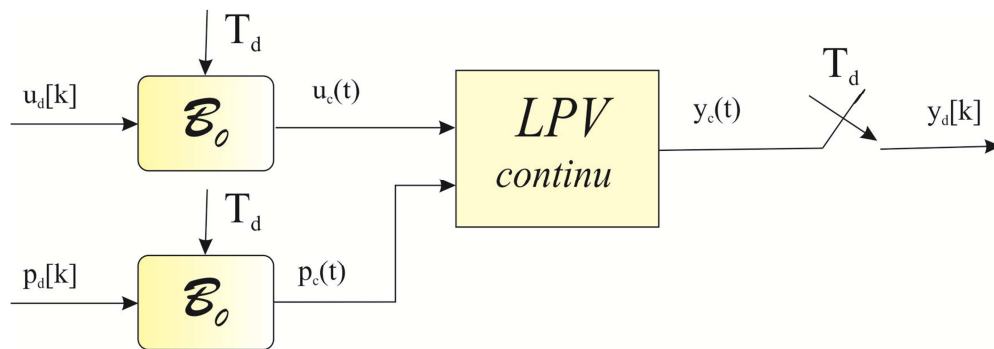 T_d
u_d[k]
B_0
u_c(t)
LPV
continu
y_c(t)
T_d
y_d[k]
T_d
p_d[k]
B_0
p_c(t)